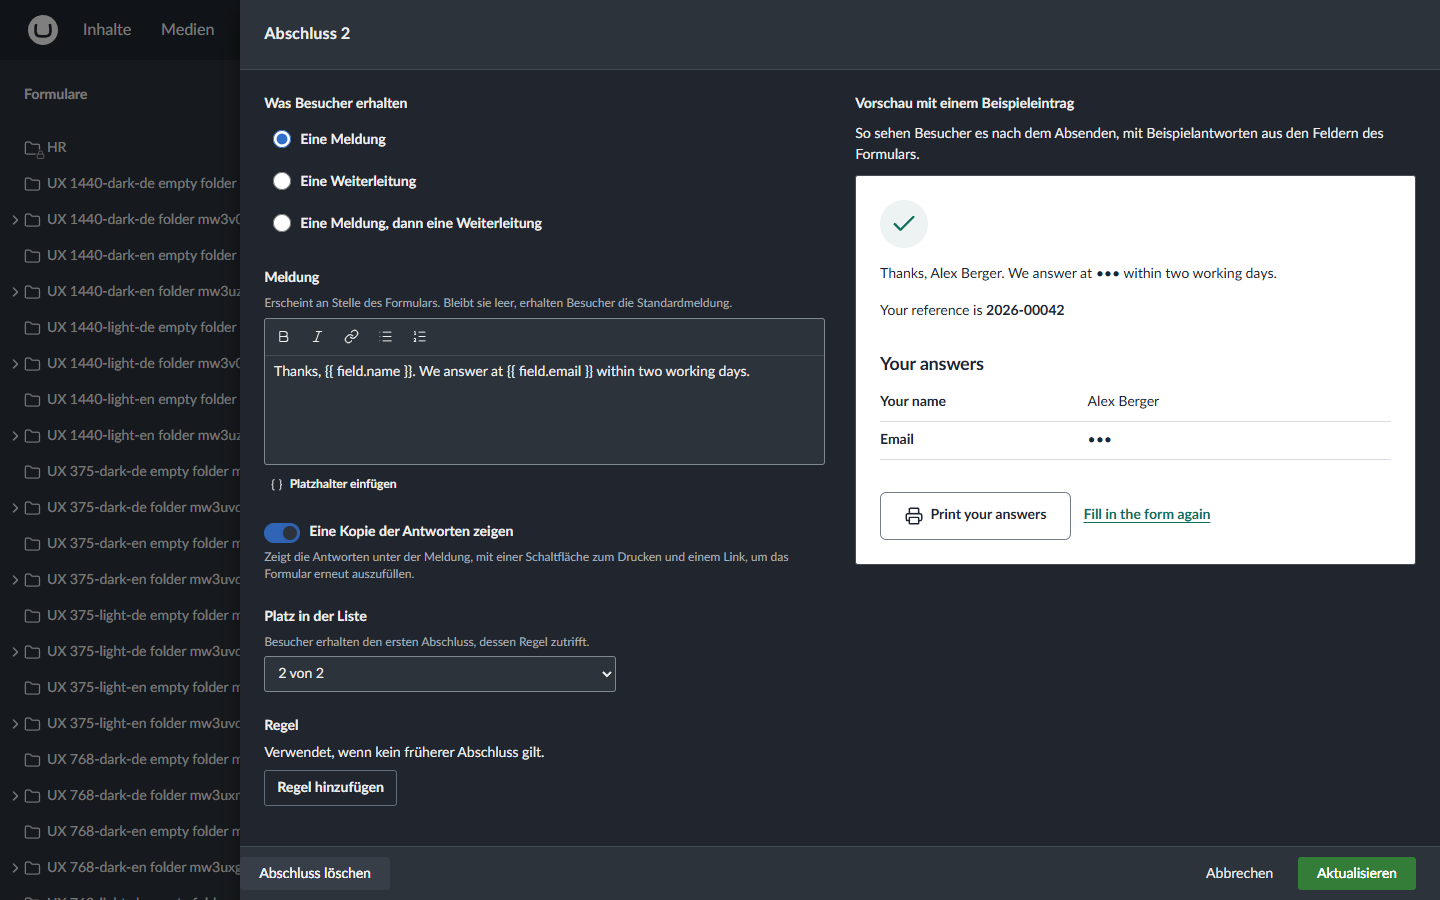 Inhalte
Medien
Formulare
HR
UX 1440-dark-de empty folder
UX 1440-dark-de folder mw3v0
UX 1440-dark-en empty folder
UX 1440-dark-en folder mw3uz
UX 1440-light-de empty folder
UX 1440-light-de folder mw3v0
UX 1440-light-en empty folder
UX 1440-light-en folder mw3uz
UX 375-dark-de empty folder m
UX 375-dark-de folder mw3uvc
UX 375-dark-en empty folder m
UX 375-dark-en folder mw3uvc
UX 375-light-de empty folder m
UX 375-light-de folder mw3uvc
UX 375-light-en empty folder m
UX 375-light-en folder mw3uvc
UX 768-dark-de empty folder m
UX 768-dark-de folder mw3uxr
UX 768-dark-en empty folder m
UX 768-dark-en folder mw3uxg
Abschluss 2
Was Besucher erhalten
Eine Meldung
Eine Weiterleitung
Eine Meldung, dann eine Weiterleitung
Meldung
Erscheint an Stelle des Formulars. Bleibt sie leer, erhalten Besucher die Standardmeldung.
B I
Thanks, {{ field.name }}. We answer at {{ field.email }} within two working days.
{ } Platzhalter einfügen
Eine Kopie der Antworten zeigen
Zeigt die Antworten unter der Meldung, mit einer Schaltfläche zum Drucken und einem Link, um das
Formular erneut auszufüllen.
Platz in der Liste
Besucher erhalten den ersten Abschluss, dessen Regel zutrifft.
2 von 2
Regel
Verwendet, wenn kein früherer Abschluss gilt.
Regel hinzufügen
Vorschau mit einem Beispieleintrag
So sehen Besucher es nach dem Absenden, mit Beispielantworten aus den Feldern des
Formulars.
Thanks, Alex Berger. We answer at ••• within two working days.
Your reference is 2026-00042
Your answers
Your name Alex Berger
Email •••
Print your answers
Fill in the form again
Abschluss löschen
Abbrechen
Aktualisieren